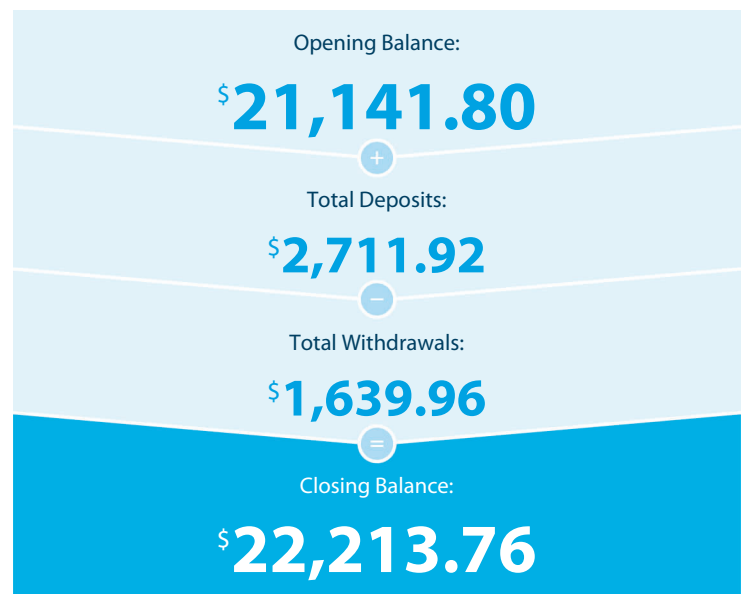 Opening Balance:
$21,141.80
+
Total Deposits:
$2,711.92
−
Total Withdrawals:
$1,639.96
=
Closing Balance:
$22,213.76